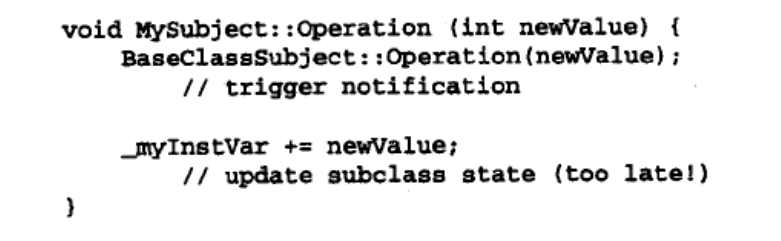 void MySubject::Operation (int newValue) {
BaseClassSubject::Operation(newValue);
// trigger notification
_myInstVar += newValue;
// update subclass state (too late!)
}